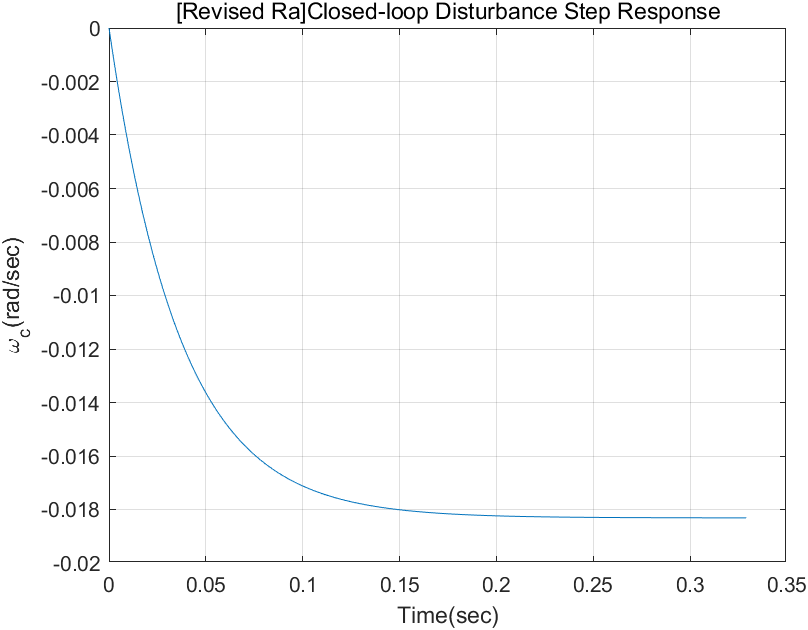 [Revised Ra]Closed-loop Disturbance Step Response
0
-0.002
-0.004
-0.006
-0.008
-0.01
-0.012
-0.014
-0.016
-0.018
-0.02
ωc(rad/sec)
0 0.05 0.1 0.15 0.2 0.25 0.3 0.35
Time(sec)